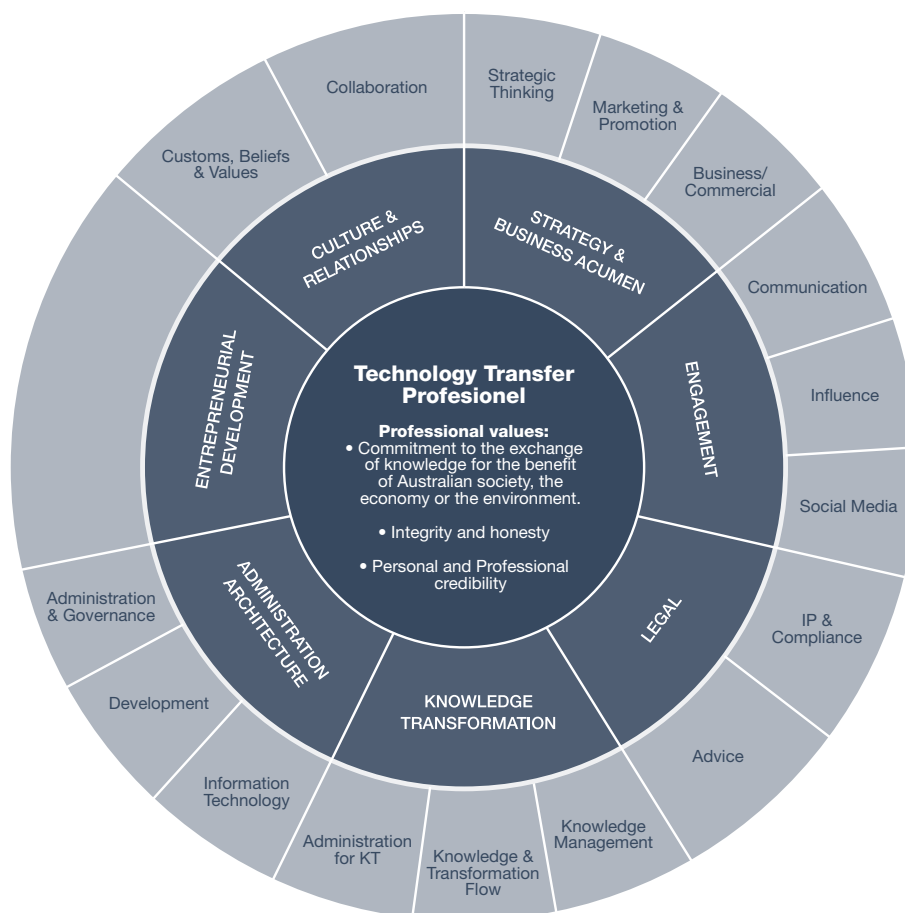 Collaboration
Strategic
Thinking
Marketing &
Promotion
Customs, Beliefs
& Values
Business/
Commercial
CULTURE &
RELATIONSHIPS
STRATEGY &
BUSINESS ACUMEN
Communication
ENTREPRENEURIAL
DEVELOPMENT
ENGAGEMENT
Influence
Technology Transfer
Profesionel
Professional values:
• Commitment to the exchange
of knowledge for the benefit
of Australian society, the
economy or the environment.
• Integrity and honesty
• Personal and Professional
credibility
Social Media
ADMINISTRATION
ARCHITECTURE
LEGAL
Administration
& Governance
IP &
Compliance
KNOWLEDGE
TRANSFORMATION
Development
Advice
Information
Technology
Administration
for KT
Knowledge &
Transformation
Flow
Knowledge
Management